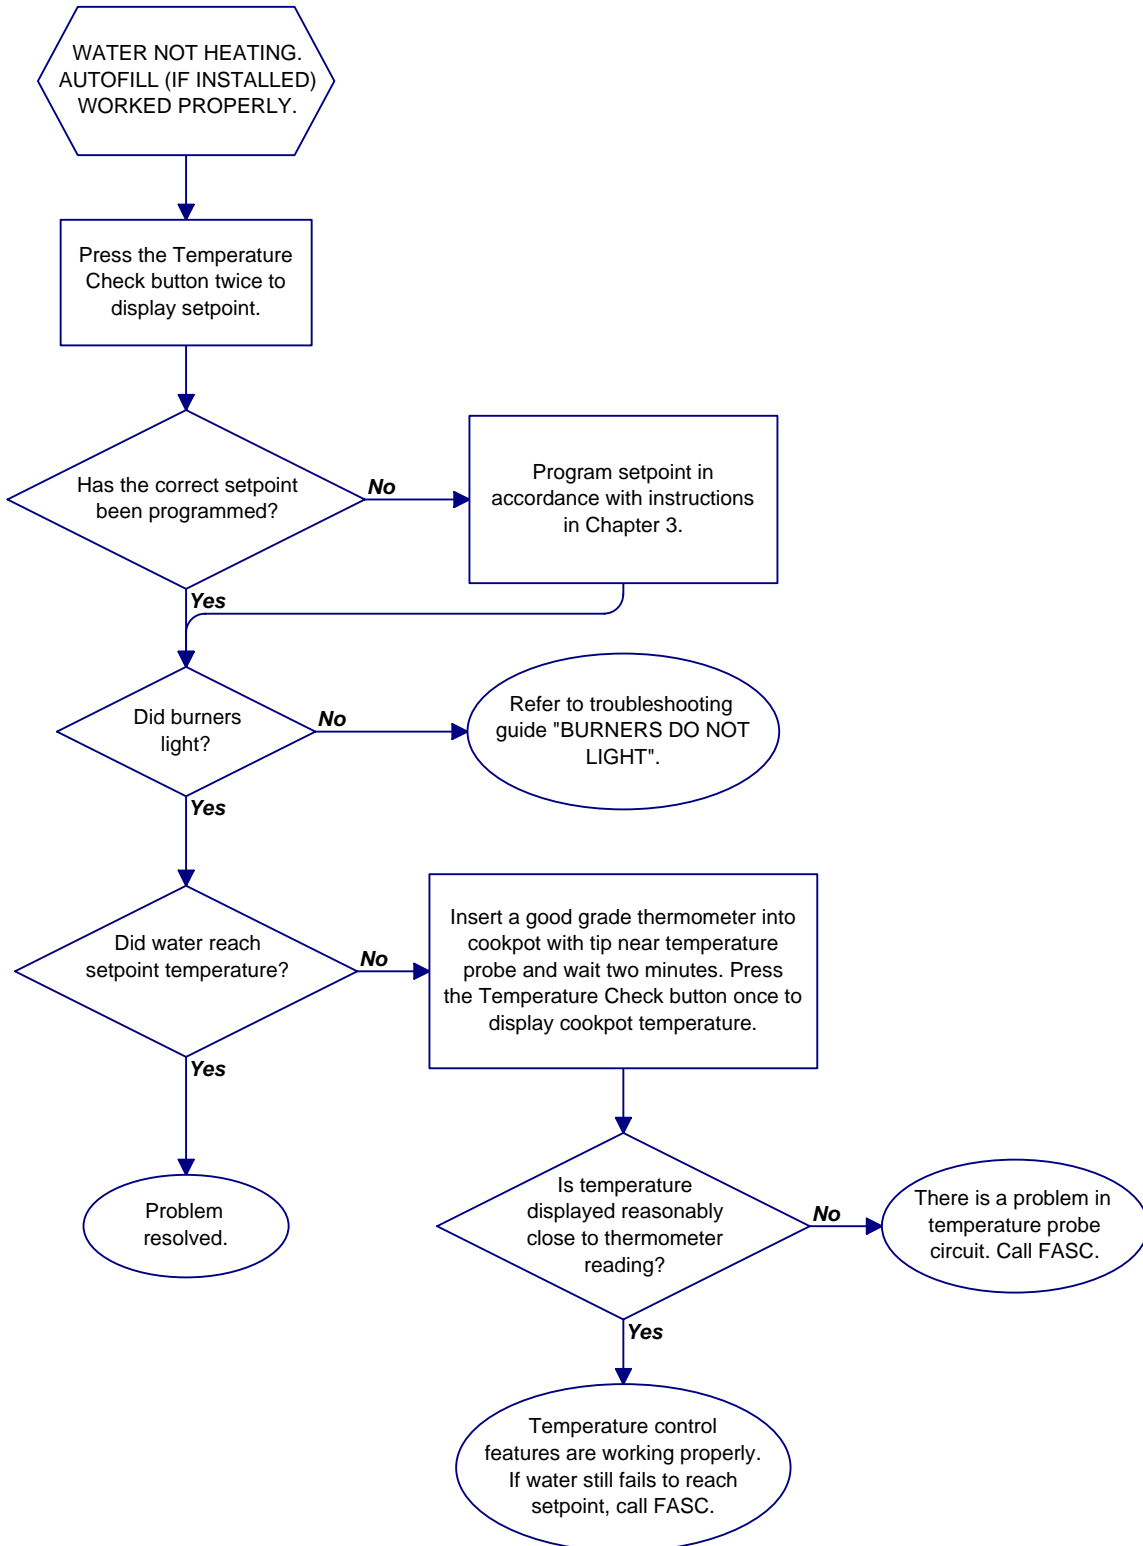 WATER NOT HEATING.
AUTOFILL (IF INSTALLED)
WORKED PROPERLY.
Press the Temperature
Check button twice to
display setpoint.
Has the correct setpoint
been programmed?
No
Program setpoint in
accordance with instructions
in Chapter 3.
Yes
Did burners
light?
No
Refer to troubleshooting
guide "BURNERS DO NOT
LIGHT".
Yes
Did water reach
setpoint temperature?
No
Insert a good grade thermometer into
cookpot with tip near temperature
probe and wait two minutes. Press
the Temperature Check button once to
display cookpot temperature.
Yes
Problem
resolved.
Is temperature
displayed reasonably
close to thermometer
reading?
No
There is a problem in
temperature probe
circuit. Call FASC.
Yes
Temperature control
features are working properly.
If water still fails to reach
setpoint, call FASC.